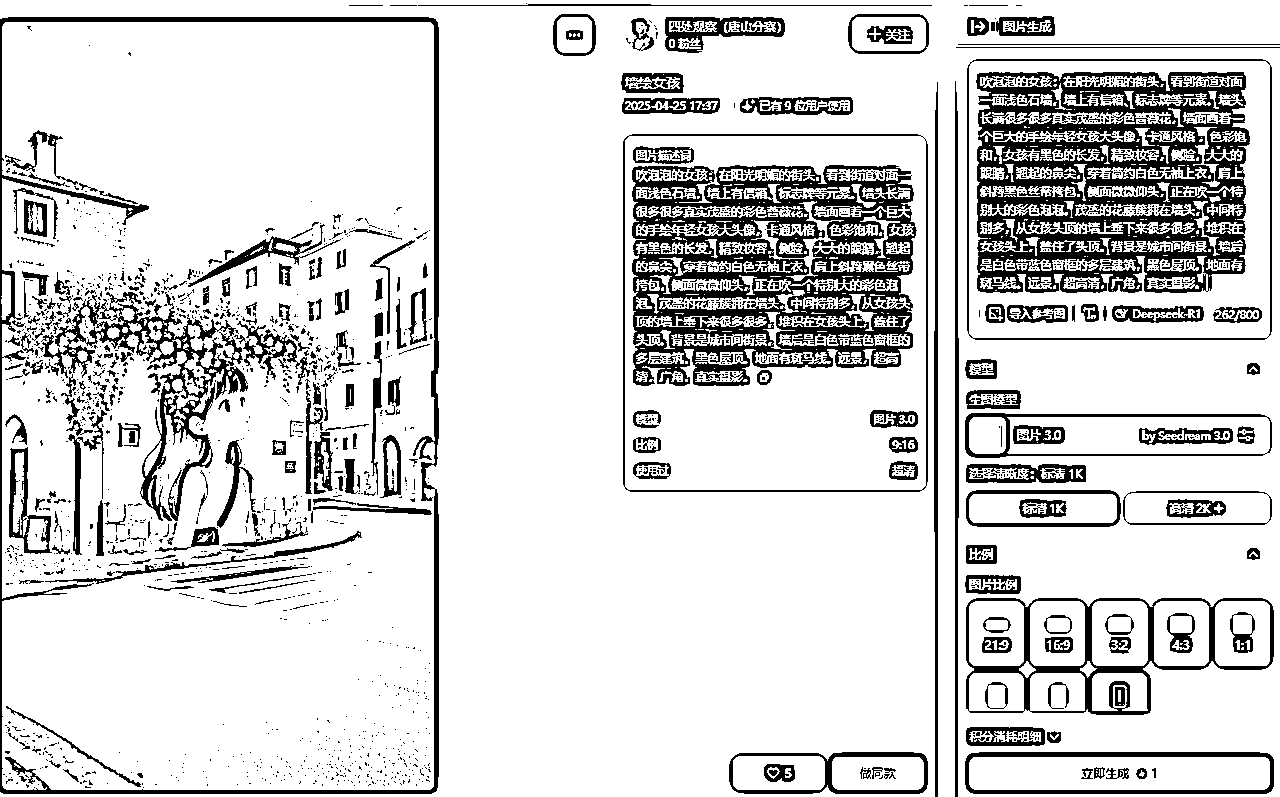 四处观察（唐山分察）
0 粉丝
关注
墙绘女孩
2025-04-25 17:37
已有 9 位用户使用
图片描述词
吹泡泡的女孩：在阳光明媚的街头，看到街道对面一
面浅色石墙，墙上有信箱、标志牌等元素，墙头长满
很多很多真实茂盛的彩色蔷薇花，墙面画着一个巨大
的手绘年轻女孩大头像，卡通风格，色彩饱和，女孩
有黑色的长发，精致妆容，侧脸，大大的眼睛，翘起
的鼻尖，穿着简约白色无袖上衣，肩上斜跨黑色丝带
挎包，侧面微微仰头，正在吹一个特别大的彩色泡
泡，茂盛的花藤簇拥在墙头，中间特别多，从女孩头
顶的墙上垂下来很多很多，堆积在女孩头上，盖住了
头顶，背景是城市间街景，墙后是白色带蓝色窗框的
多层建筑，黑色屋顶，地面有斑马线，远景，超高
清，广角，真实摄影。
模型
图片 3.0
比例
9:16
使用过
超清
5
做同款
图片生成
吹泡泡的女孩：在阳光明媚的街头，看到街道对面
一面浅色石墙，墙上有信箱、标志牌等元素，墙头
长满很多很多真实茂盛的彩色蔷薇花，墙面画着一
个巨大的手绘年轻女孩大头像，卡通风格，色彩饱
和，女孩有黑色的长发，精致妆容，侧脸，大大的
眼睛，翘起的鼻尖，穿着简约白色无袖上衣，肩上
斜跨黑色丝带挎包，侧面微微仰头，正在吹一个特
别大的彩色泡泡，茂盛的花藤簇拥在墙头，中间特
别多，从女孩头顶的墙上垂下来很多很多，堆积在
女孩头上，盖住了头顶，背景是城市间街景，墙后
是白色带蓝色窗框的多层建筑，黑色屋顶，地面有
斑马线，远景，超高清，广角，真实摄影。
导入参考图
Deepseek-R1
262/800
模型
生图模型
图片 3.0
by Seedream 3.0
选择清晰度：标清 1K
标清 1K
高清 2K
比例
图片比例
21:9
16:9
3:2
4:3
1:1
积分消耗明细
立即生成
1